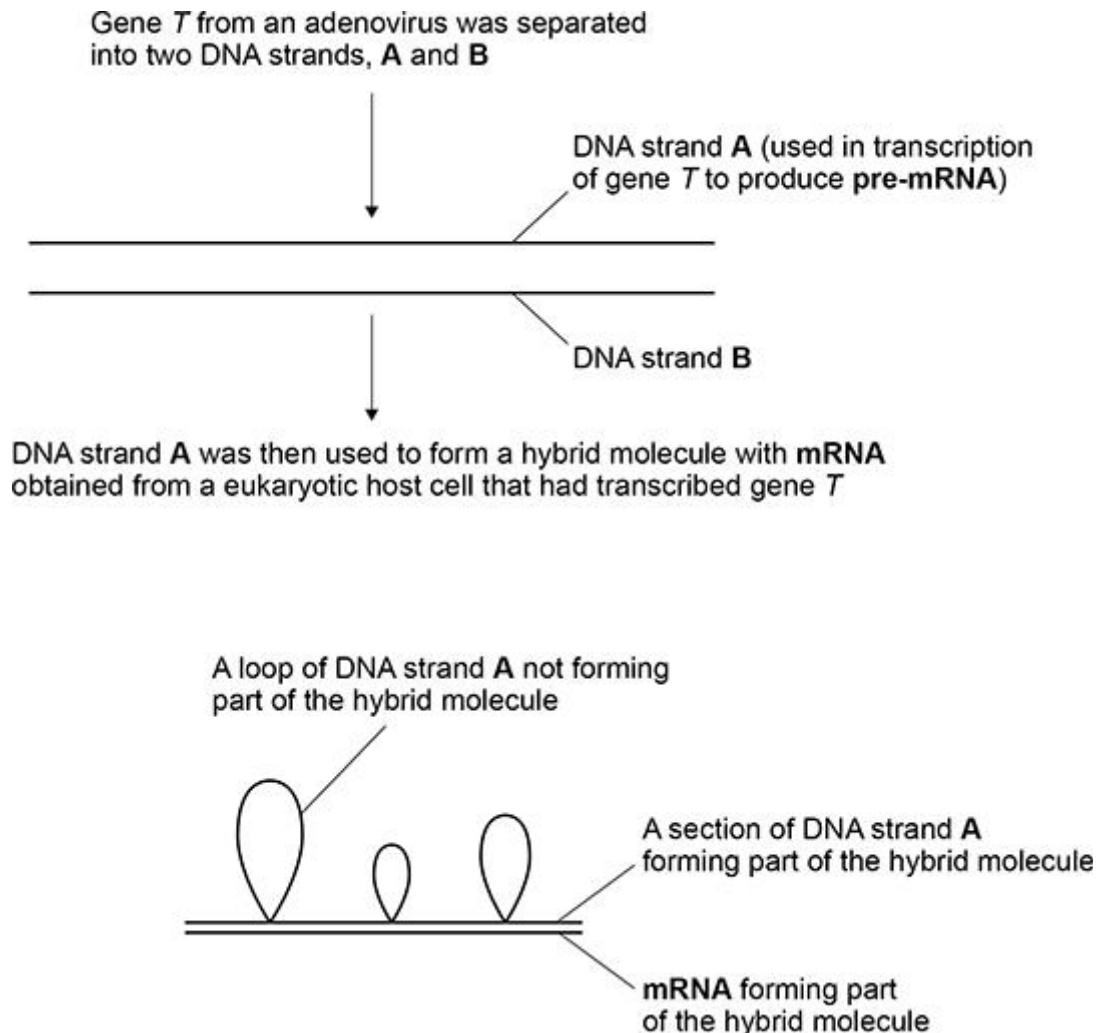 Gene T from an adenovirus was separated
into two DNA strands, A and B
DNA strand A (used in transcription
of gene T to produce pre-mRNA)
DNA strand B
DNA strand A was then used to form a hybrid molecule with mRNA
obtained from a eukaryotic host cell that had transcribed gene T
A loop of DNA strand A not forming
part of the hybrid molecule
A section of DNA strand A
forming part of the hybrid molecule
mRNA forming part
of the hybrid molecule